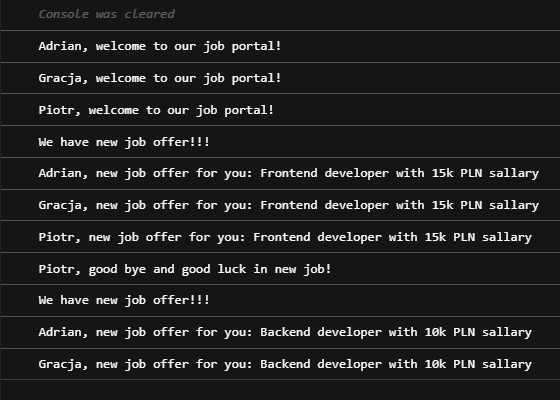 Console was cleared
Adrian, welcome to our job portal!
Gracja, welcome to our job portal!
Piotr, welcome to our job portal!
We have new job offer!!!
Adrian, new job offer for you: Frontend developer with 15k PLN sallary
Gracja, new job offer for you: Frontend developer with 15k PLN sallary
Piotr, new job offer for you: Frontend developer with 15k PLN sallary
Piotr, good bye and good luck in new job!
We have new job offer!!!
Adrian, new job offer for you: Backend developer with 10k PLN sallary
Gracja, new job offer for you: Backend developer with 10k PLN sallary